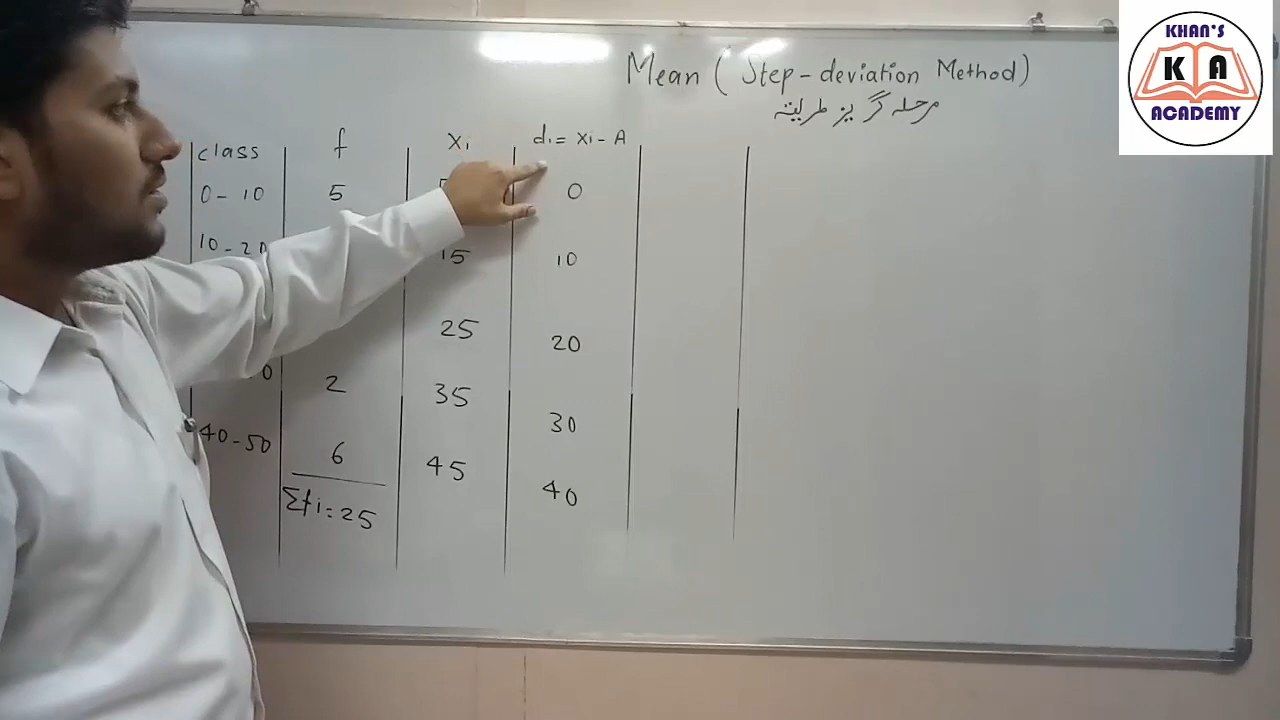 KHAN'S
K A
ACADEMY
Mean ( Step-deviation Method)
مرحلہ گریز طریقہ
class f xi di= xi - A
0-10 5 0
10-20 15 10
25 20
0 2 35 30
40-50 6 45 40
Σfi=25